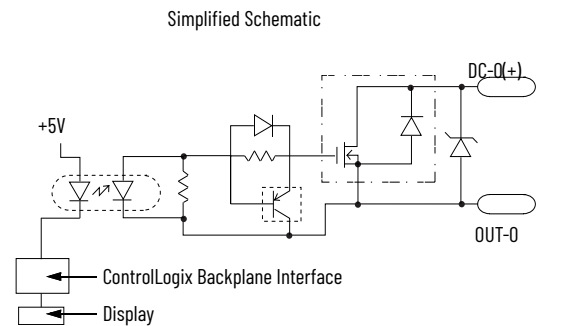 Simplified Schematic
DC-0(+)
+5V
OUT-0
ControlLogix Backplane Interface
Display